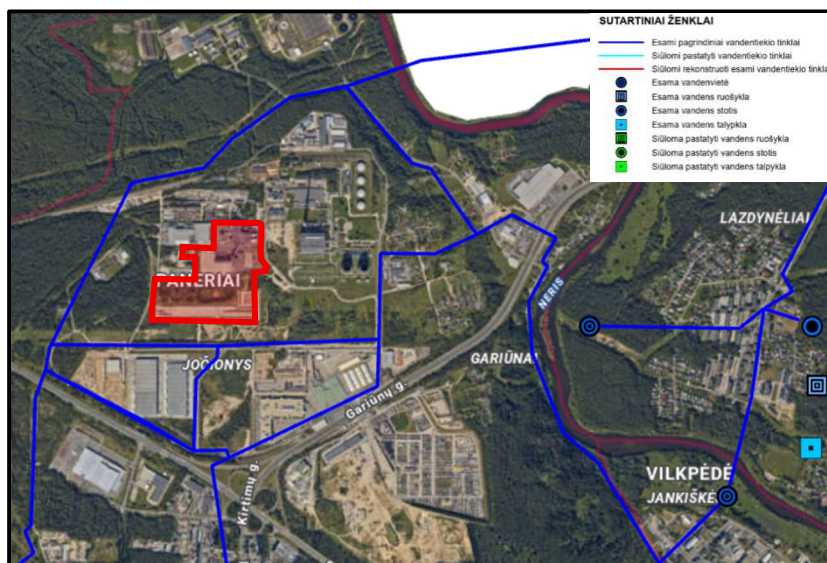 SUTARTINIAI ŽENKLAI
Esami pagrindiniai vandentiekio tinklai
Siūlomi pastatyti vandentiekio tinklai
Siūlomi rekonstruoti esami vandentiekio tinklai
Esama vandenvietė
Esama vandens ruošykla
Esama vandens stotis
Esama vandens talpykla
Siūloma pastatyti vandens ruošykla
Siūloma pastatyti vandens stotis
Siūloma pastatyti vandens talpykla
LAZDYNĖLIAI
PANERIAI
NERIS
JOČIONYS
GARIŪNAI
Gariūnų g.
Kirtimų g.
VILKPĖDĖ